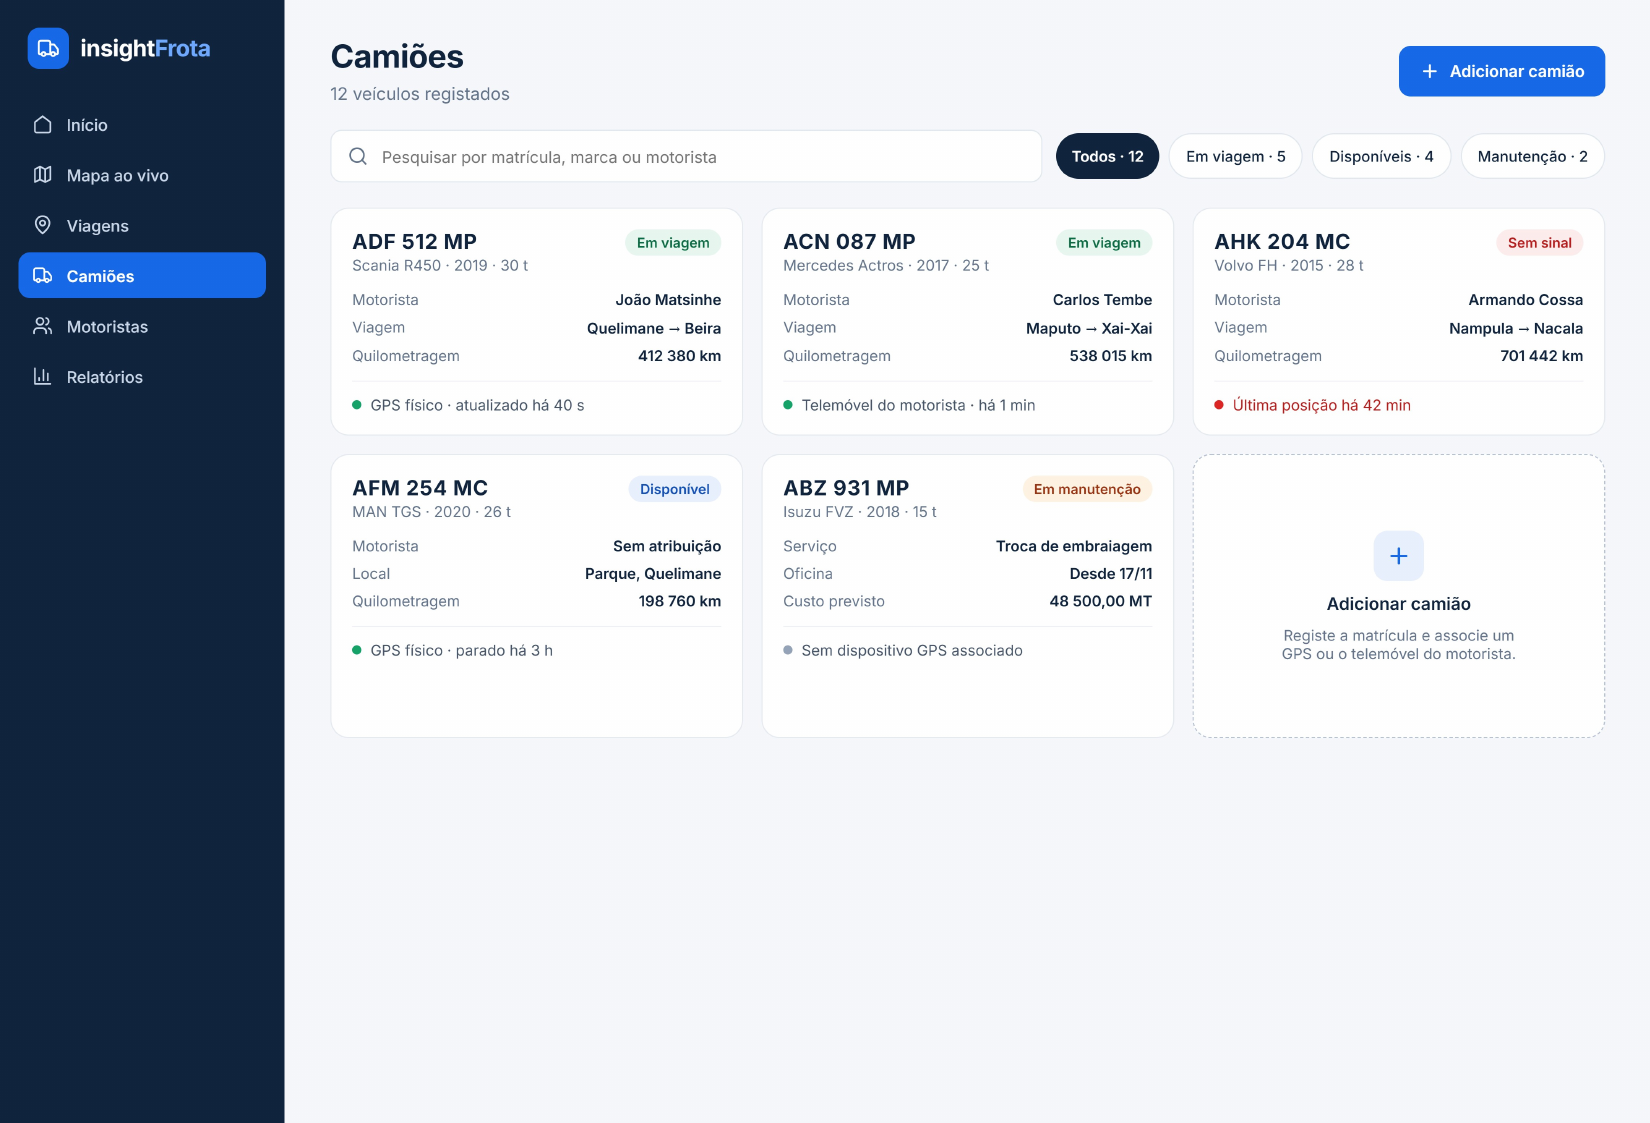 insightFrota
Início
Mapa ao vivo
Viagens
Camiões
Motoristas
Relatórios
Camiões
12 veículos registados
Adicionar camião
Pesquisar por matrícula, marca ou motorista
Todos · 12
Em viagem · 5
Disponíveis · 4
Manutenção · 2
ADF 512 MP
Em viagem
Scania R450 · 2019 · 30 t
Motorista João Matsinhe
Viagem Quelimane → Beira
Quilometragem 412 380 km
GPS físico · atualizado há 40 s
ACN 087 MP
Em viagem
Mercedes Actros · 2017 · 25 t
Motorista Carlos Tembe
Viagem Maputo → Xai-Xai
Quilometragem 538 015 km
Telemóvel do motorista · há 1 min
AHK 204 MC
Sem sinal
Volvo FH · 2015 · 28 t
Motorista Armando Cossa
Viagem Nampula → Nacala
Quilometragem 701 442 km
Última posição há 42 min
AFM 254 MC
Disponível
MAN TGS · 2020 · 26 t
Motorista Sem atribuição
Local Parque, Quelimane
Quilometragem 198 760 km
GPS físico · parado há 3 h
ABZ 931 MP
Em manutenção
Isuzu FVZ · 2018 · 15 t
Serviço Troca de embraiagem
Oficina Desde 17/11
Custo previsto 48 500,00 MT
Sem dispositivo GPS associado
Adicionar camião
Registe a matrícula e associe um
GPS ou o telemóvel do motorista.